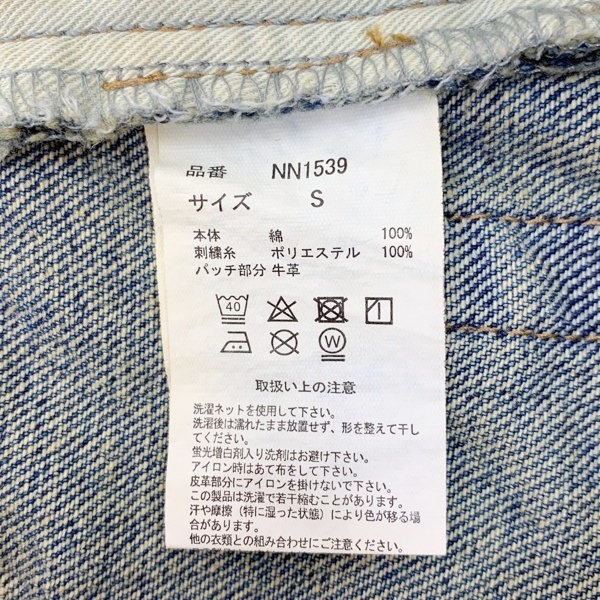 品番 NN1539
サイズ S
本体 綿 100%
刺繍糸 ポリエステル 100%
パッチ部分 牛革
40
W
取扱い上の注意
洗濯ネットを使用して下さい。
洗濯後は濡れたまま放置せず、形を整えて干し
てください。
蛍光増白剤入り洗剤はお避け下さい。
アイロン時はあて布をして下さい。
皮革部分にアイロンを掛けないで下さい。
この製品は洗濯で若干縮むことがあります。
汗や摩擦（特に湿った状態）により色が移る場
合があります。
他の衣類との組み合わせにご注意ください。